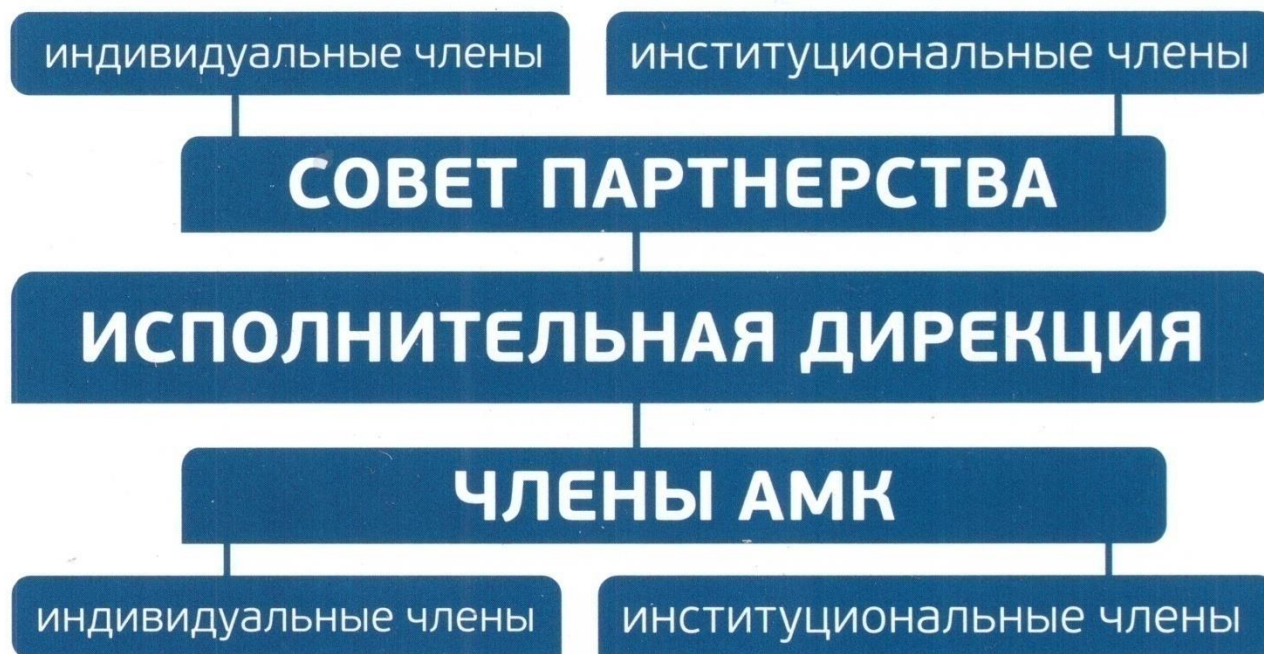 индивидуальные члены
институциональные члены
СОВЕТ ПАРТНЕРСТВА
ИСПОЛНИТЕЛЬНАЯ ДИРЕКЦИЯ
ЧЛЕНЫ АМК
индивидуальные члены
институциональные члены